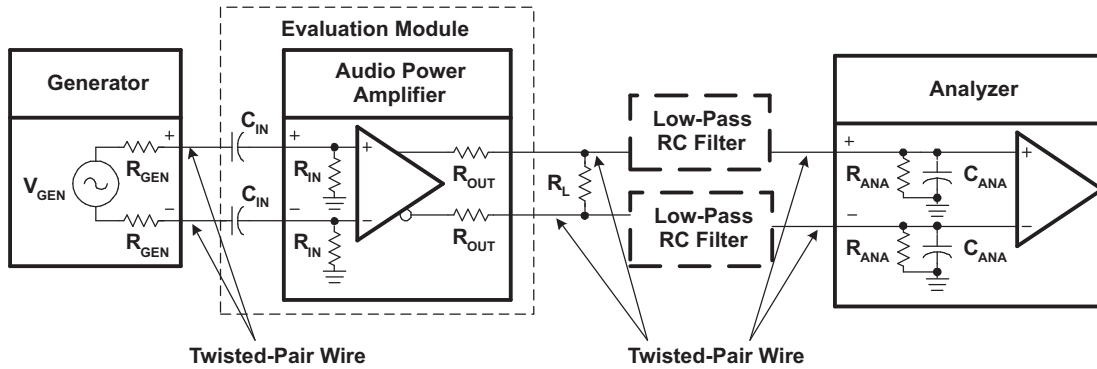 Evaluation Module
Generator
Audio Power
Amplifier
Analyzer
Low-Pass
RC Filter
Low-Pass
RC Filter
V_GEN
R_GEN
R_GEN
+
−
C_IN
C_IN
+
−
R_IN
R_IN
+
−
R_OUT
R_OUT
R_L
+
−
R_ANA
C_ANA
R_ANA
C_ANA
+
−
Twisted-Pair Wire
Twisted-Pair Wire